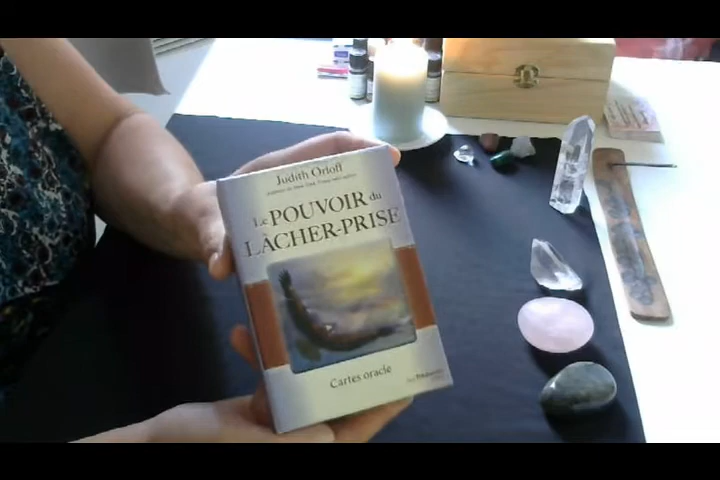 Judith Orloff
Le POUVOIR du
LÂCHER-PRISE
Cartes oracle